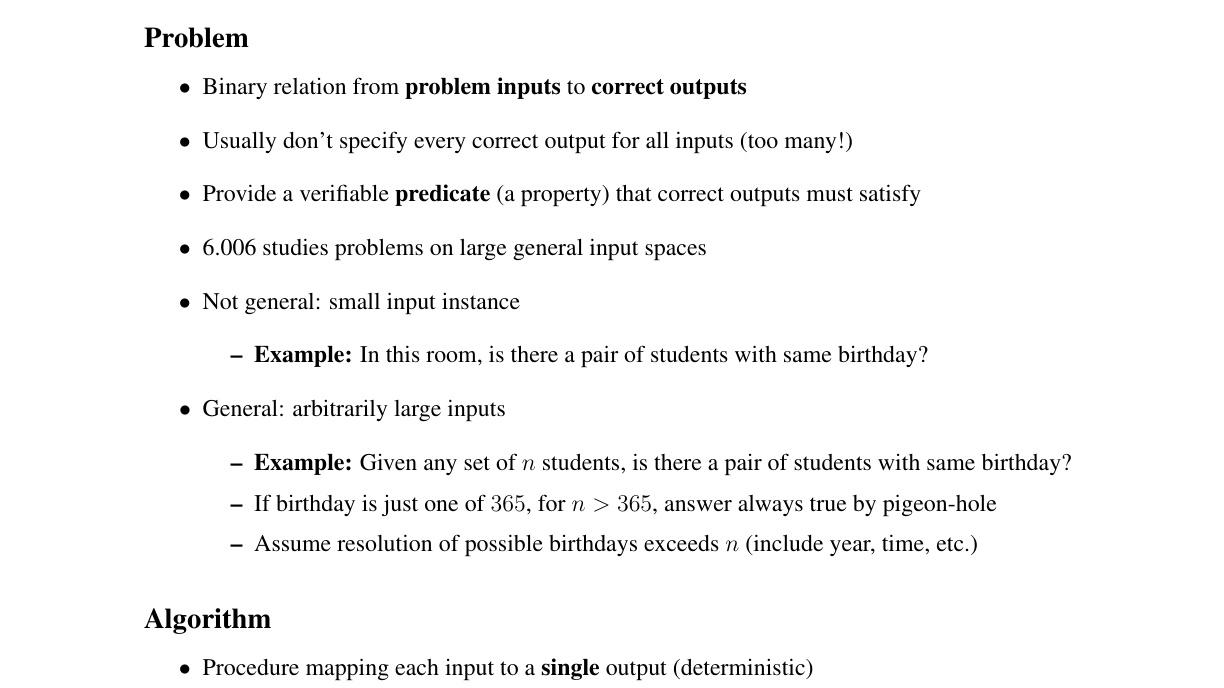 Problem
• Binary relation from problem inputs to correct outputs
• Usually don't specify every correct output for all inputs (too many!)
• Provide a verifiable predicate (a property) that correct outputs must satisfy
• 6.006 studies problems on large general input spaces
• Not general: small input instance
– Example: In this room, is there a pair of students with same birthday?
• General: arbitrarily large inputs
– Example: Given any set of n students, is there a pair of students with same birthday?
– If birthday is just one of 365, for n > 365, answer always true by pigeon-hole
– Assume resolution of possible birthdays exceeds n (include year, time, etc.)
Algorithm
• Procedure mapping each input to a single output (deterministic)